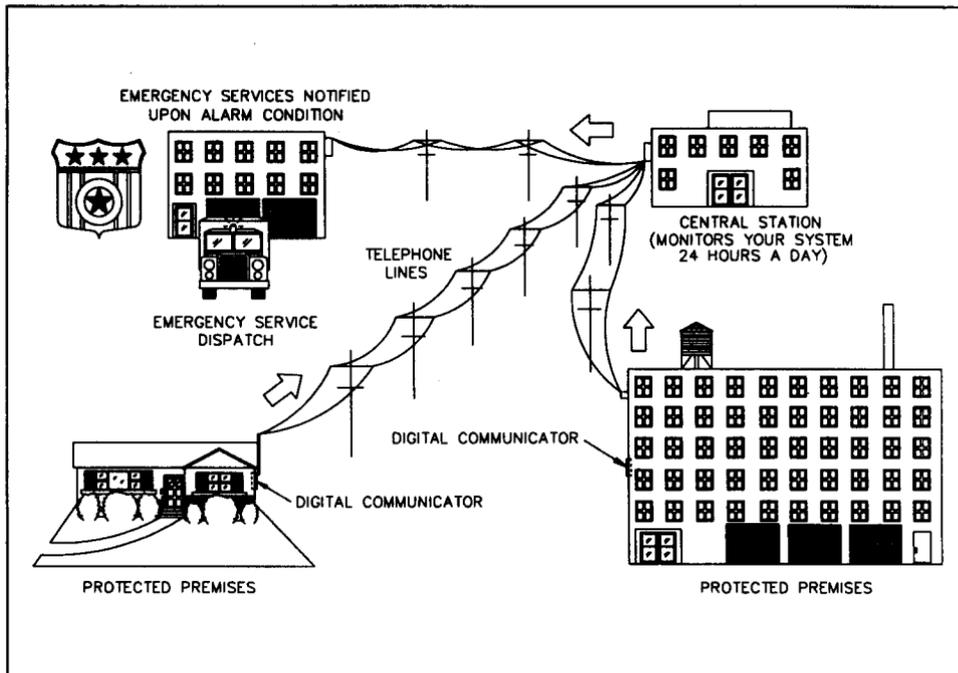 EMERGENCY SERVICES NOTIFIED
UPON ALARM CONDITION
CENTRAL STATION
(MONITORS YOUR SYSTEM
24 HOURS A DAY)
TELEPHONE
LINES
EMERGENCY SERVICE
DISPATCH
DIGITAL COMMUNICATOR
DIGITAL COMMUNICATOR
PROTECTED PREMISES
PROTECTED PREMISES